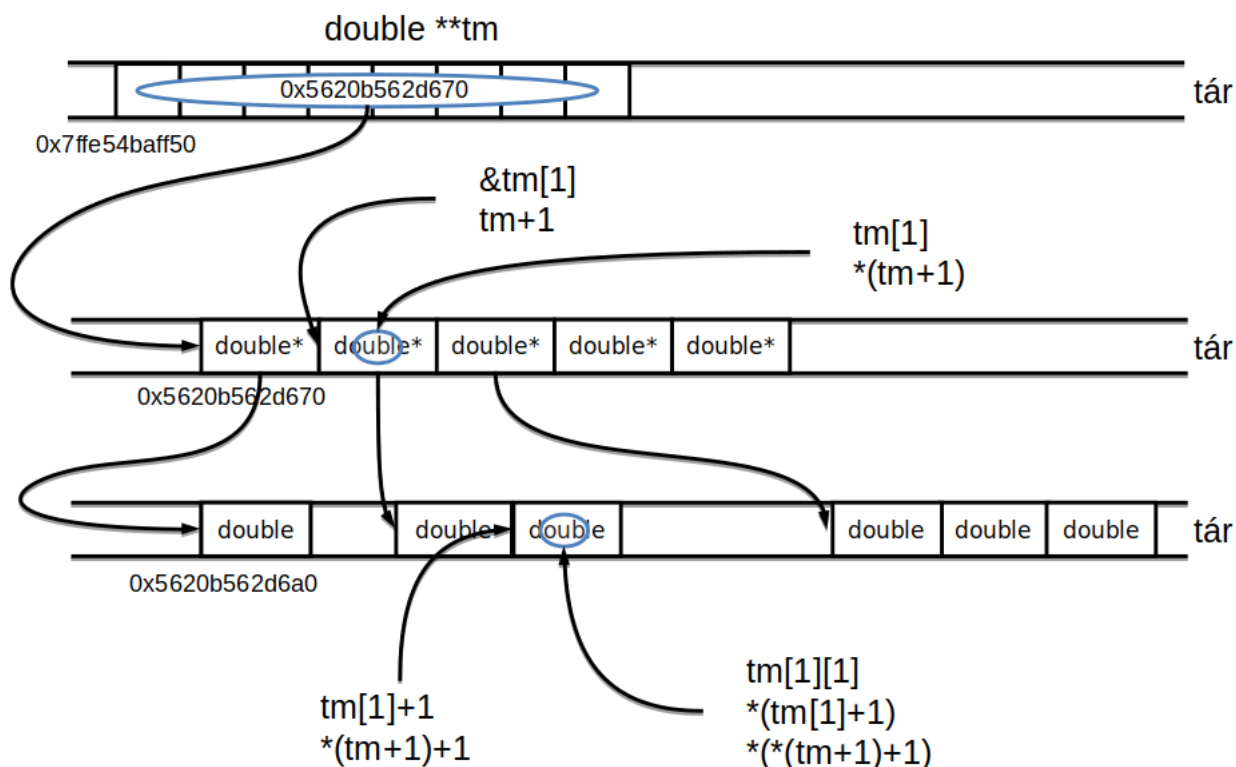 double **tm
0x5620b562d670
tár
0x7ffe54baff50
&tm[1]
tm+1
tm[1]
*(tm+1)
double* double* double* double* double*
tár
0x5620b562d670
double double double double double double
tár
0x5620b562d6a0
tm[1]+1
*(tm+1)+1
tm[1][1]
*(tm[1]+1)
*(*(tm+1)+1)